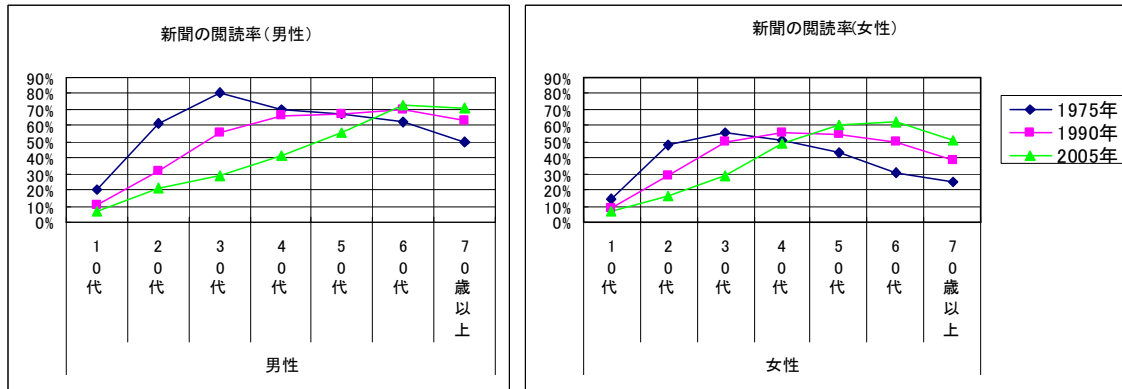 新聞の閲読率(男性)
90%
80%
70%
60%
50%
40%
30%
20%
10%
0%
10代
20代
30代
40代
50代
60代
70歳以上
男性
新聞の閲読率(女性)
90%
80%
70%
60%
50%
40%
30%
20%
10%
0%
10代
20代
30代
40代
50代
60代
70歳以上
女性
1975年
1990年
2005年